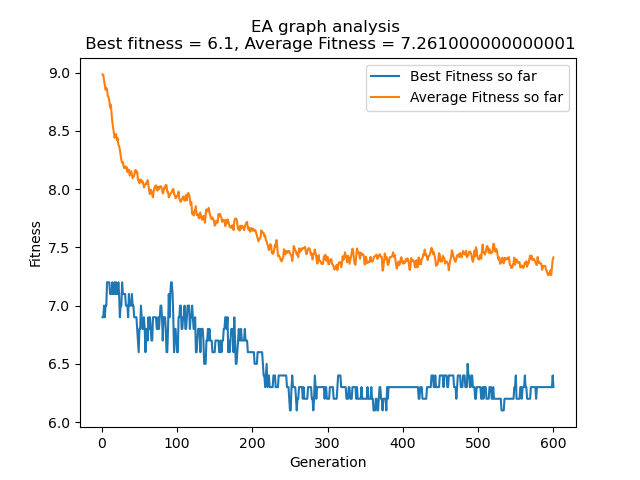 EA graph analysis
Best fitness = 6.1, Average Fitness = 7.261000000000001
Best Fitness so far
Average Fitness so far
9.0
8.5
8.0
7.5
7.0
6.5
6.0
Fitness
0 100 200 300 400 500 600
Generation